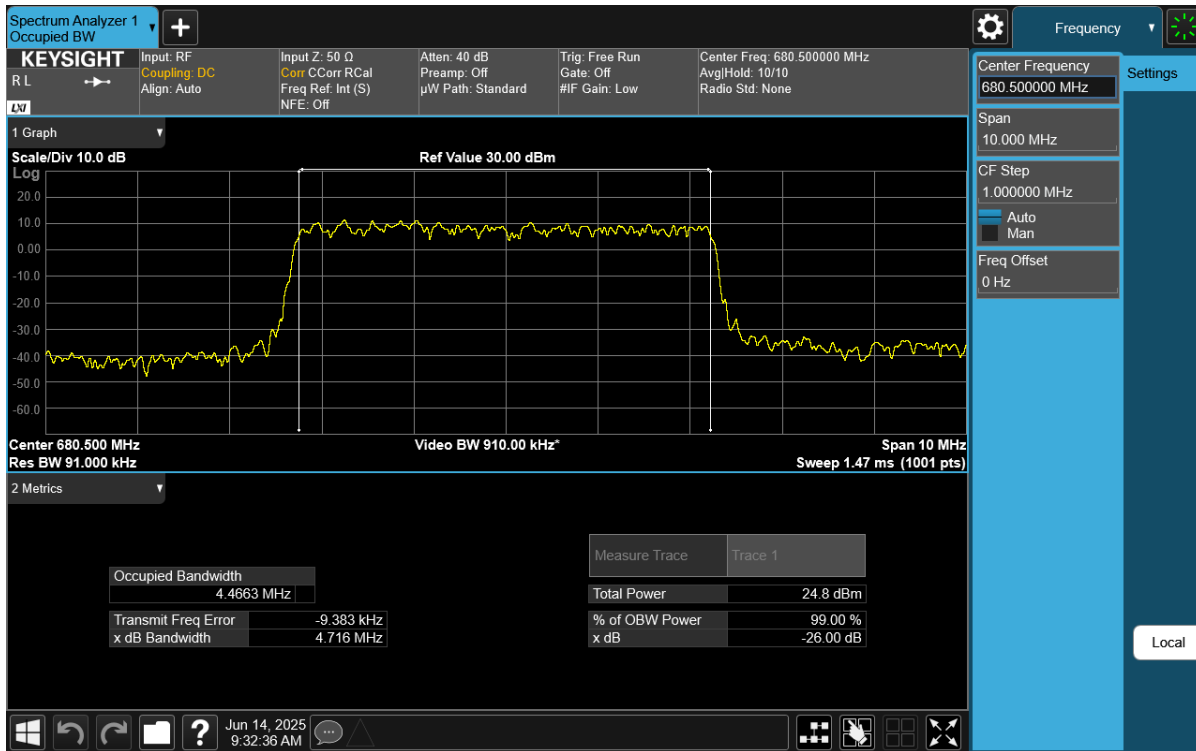 Spectrum Analyzer 1
Occupied BW
Frequency
KEYSIGHT
R L
LXI
Input: RF
Coupling: DC
Align: Auto
Input Z: 50 Ω
Corr CCorr RCal
Freq Ref: Int (S)
NFE: Off
Atten: 40 dB
Preamp: Off
µW Path: Standard
Trig: Free Run
Gate: Off
#IF Gain: Low
Center Freq: 680.500000 MHz
Avg|Hold: 10/10
Radio Std: None
Center Frequency
680.500000 MHz
Settings
Span
10.000 MHz
CF Step
1.000000 MHz
Auto
Man
Freq Offset
0 Hz
Local
1 Graph
Scale/Div 10.0 dB
Ref Value 30.00 dBm
Log
20.0
10.0
0.00
-10.0
-20.0
-30.0
-40.0
-50.0
-60.0
Center 680.500 MHz
Video BW 910.00 kHz*
Span 10 MHz
Res BW 91.000 kHz
Sweep 1.47 ms (1001 pts)
2 Metrics
Measure Trace
Trace 1
Occupied Bandwidth
4.4663 MHz
Total Power
24.8 dBm
Transmit Freq Error
-9.383 kHz
% of OBW Power
99.00 %
x dB Bandwidth
4.716 MHz
x dB
-26.00 dB
?
Jun 14, 2025
9:32:36 AM